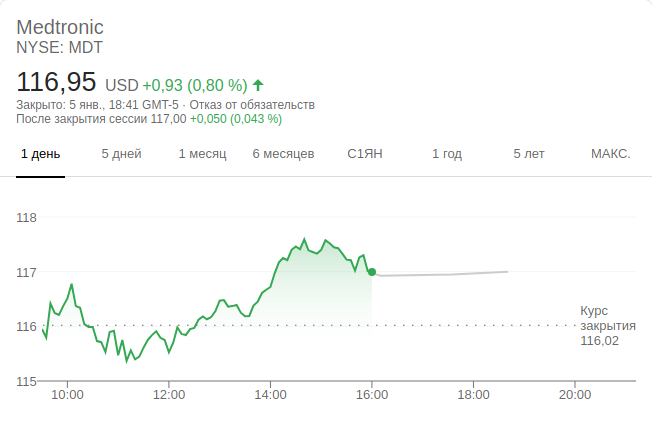 Medtronic
NYSE: MDT
116,95 USD +0,93 (0,80 %)
Закрыто: 5 янв., 18:41 GMT-5 · Отказ от обязательств
После закрытия сессии 117,00 +0,050 (0,043 %)
1 день 5 дней 1 месяц 6 месяцев С1ЯН 1 год 5 лет МАКС.
118
117
116
115
Курс
закрытия
116,02
10:00 12:00 14:00 16:00 18:00 20:00